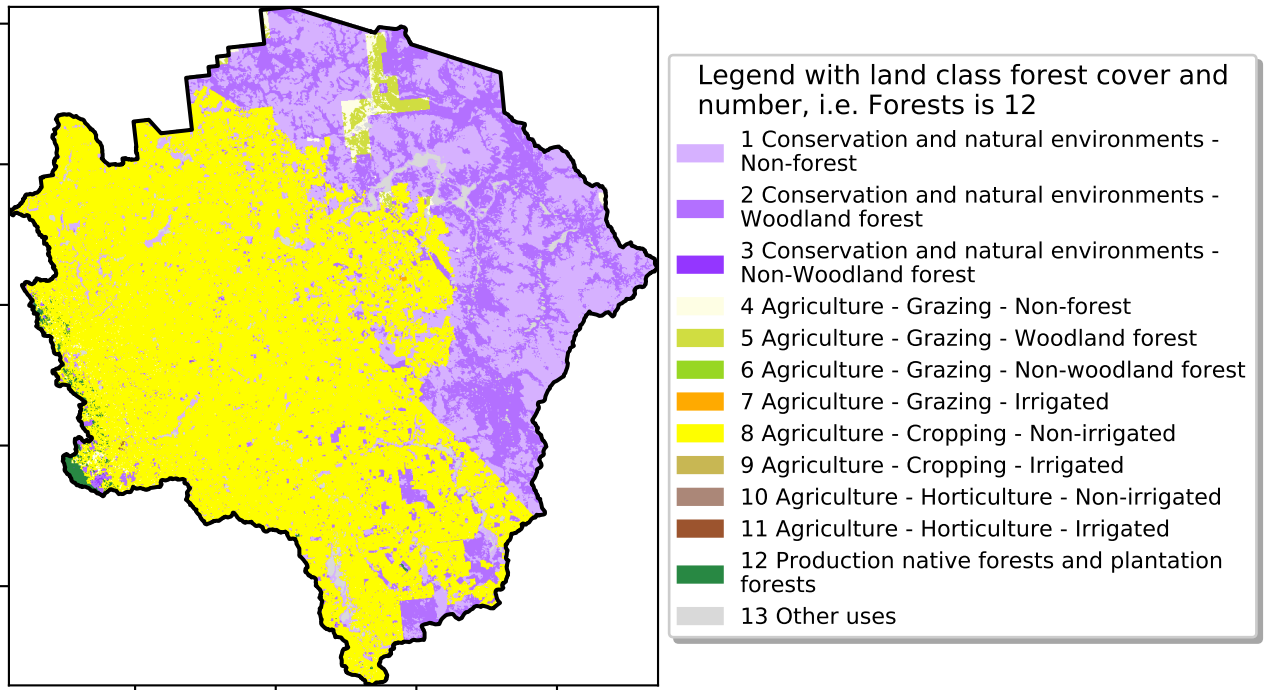 Legend with land class forest cover and
number, i.e. Forests is 12
1 Conservation and natural environments -
Non-forest
2 Conservation and natural environments -
Woodland forest
3 Conservation and natural environments -
Non-Woodland forest
4 Agriculture - Grazing - Non-forest
5 Agriculture - Grazing - Woodland forest
6 Agriculture - Grazing - Non-woodland forest
7 Agriculture - Grazing - Irrigated
8 Agriculture - Cropping - Non-irrigated
9 Agriculture - Cropping - Irrigated
10 Agriculture - Horticulture - Non-irrigated
11 Agriculture - Horticulture - Irrigated
12 Production native forests and plantation
forests
13 Other uses